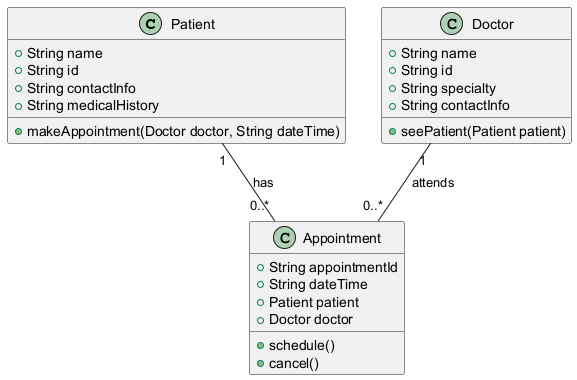 C Patient
String name
String id
String contactInfo
String medicalHistory
makeAppointment(Doctor doctor, String dateTime)
C Doctor
String name
String id
String specialty
String contactInfo
seePatient(Patient patient)
1
has
0..*
1
attends
0..*
C Appointment
String appointmentId
String dateTime
Patient patient
Doctor doctor
schedule()
cancel()